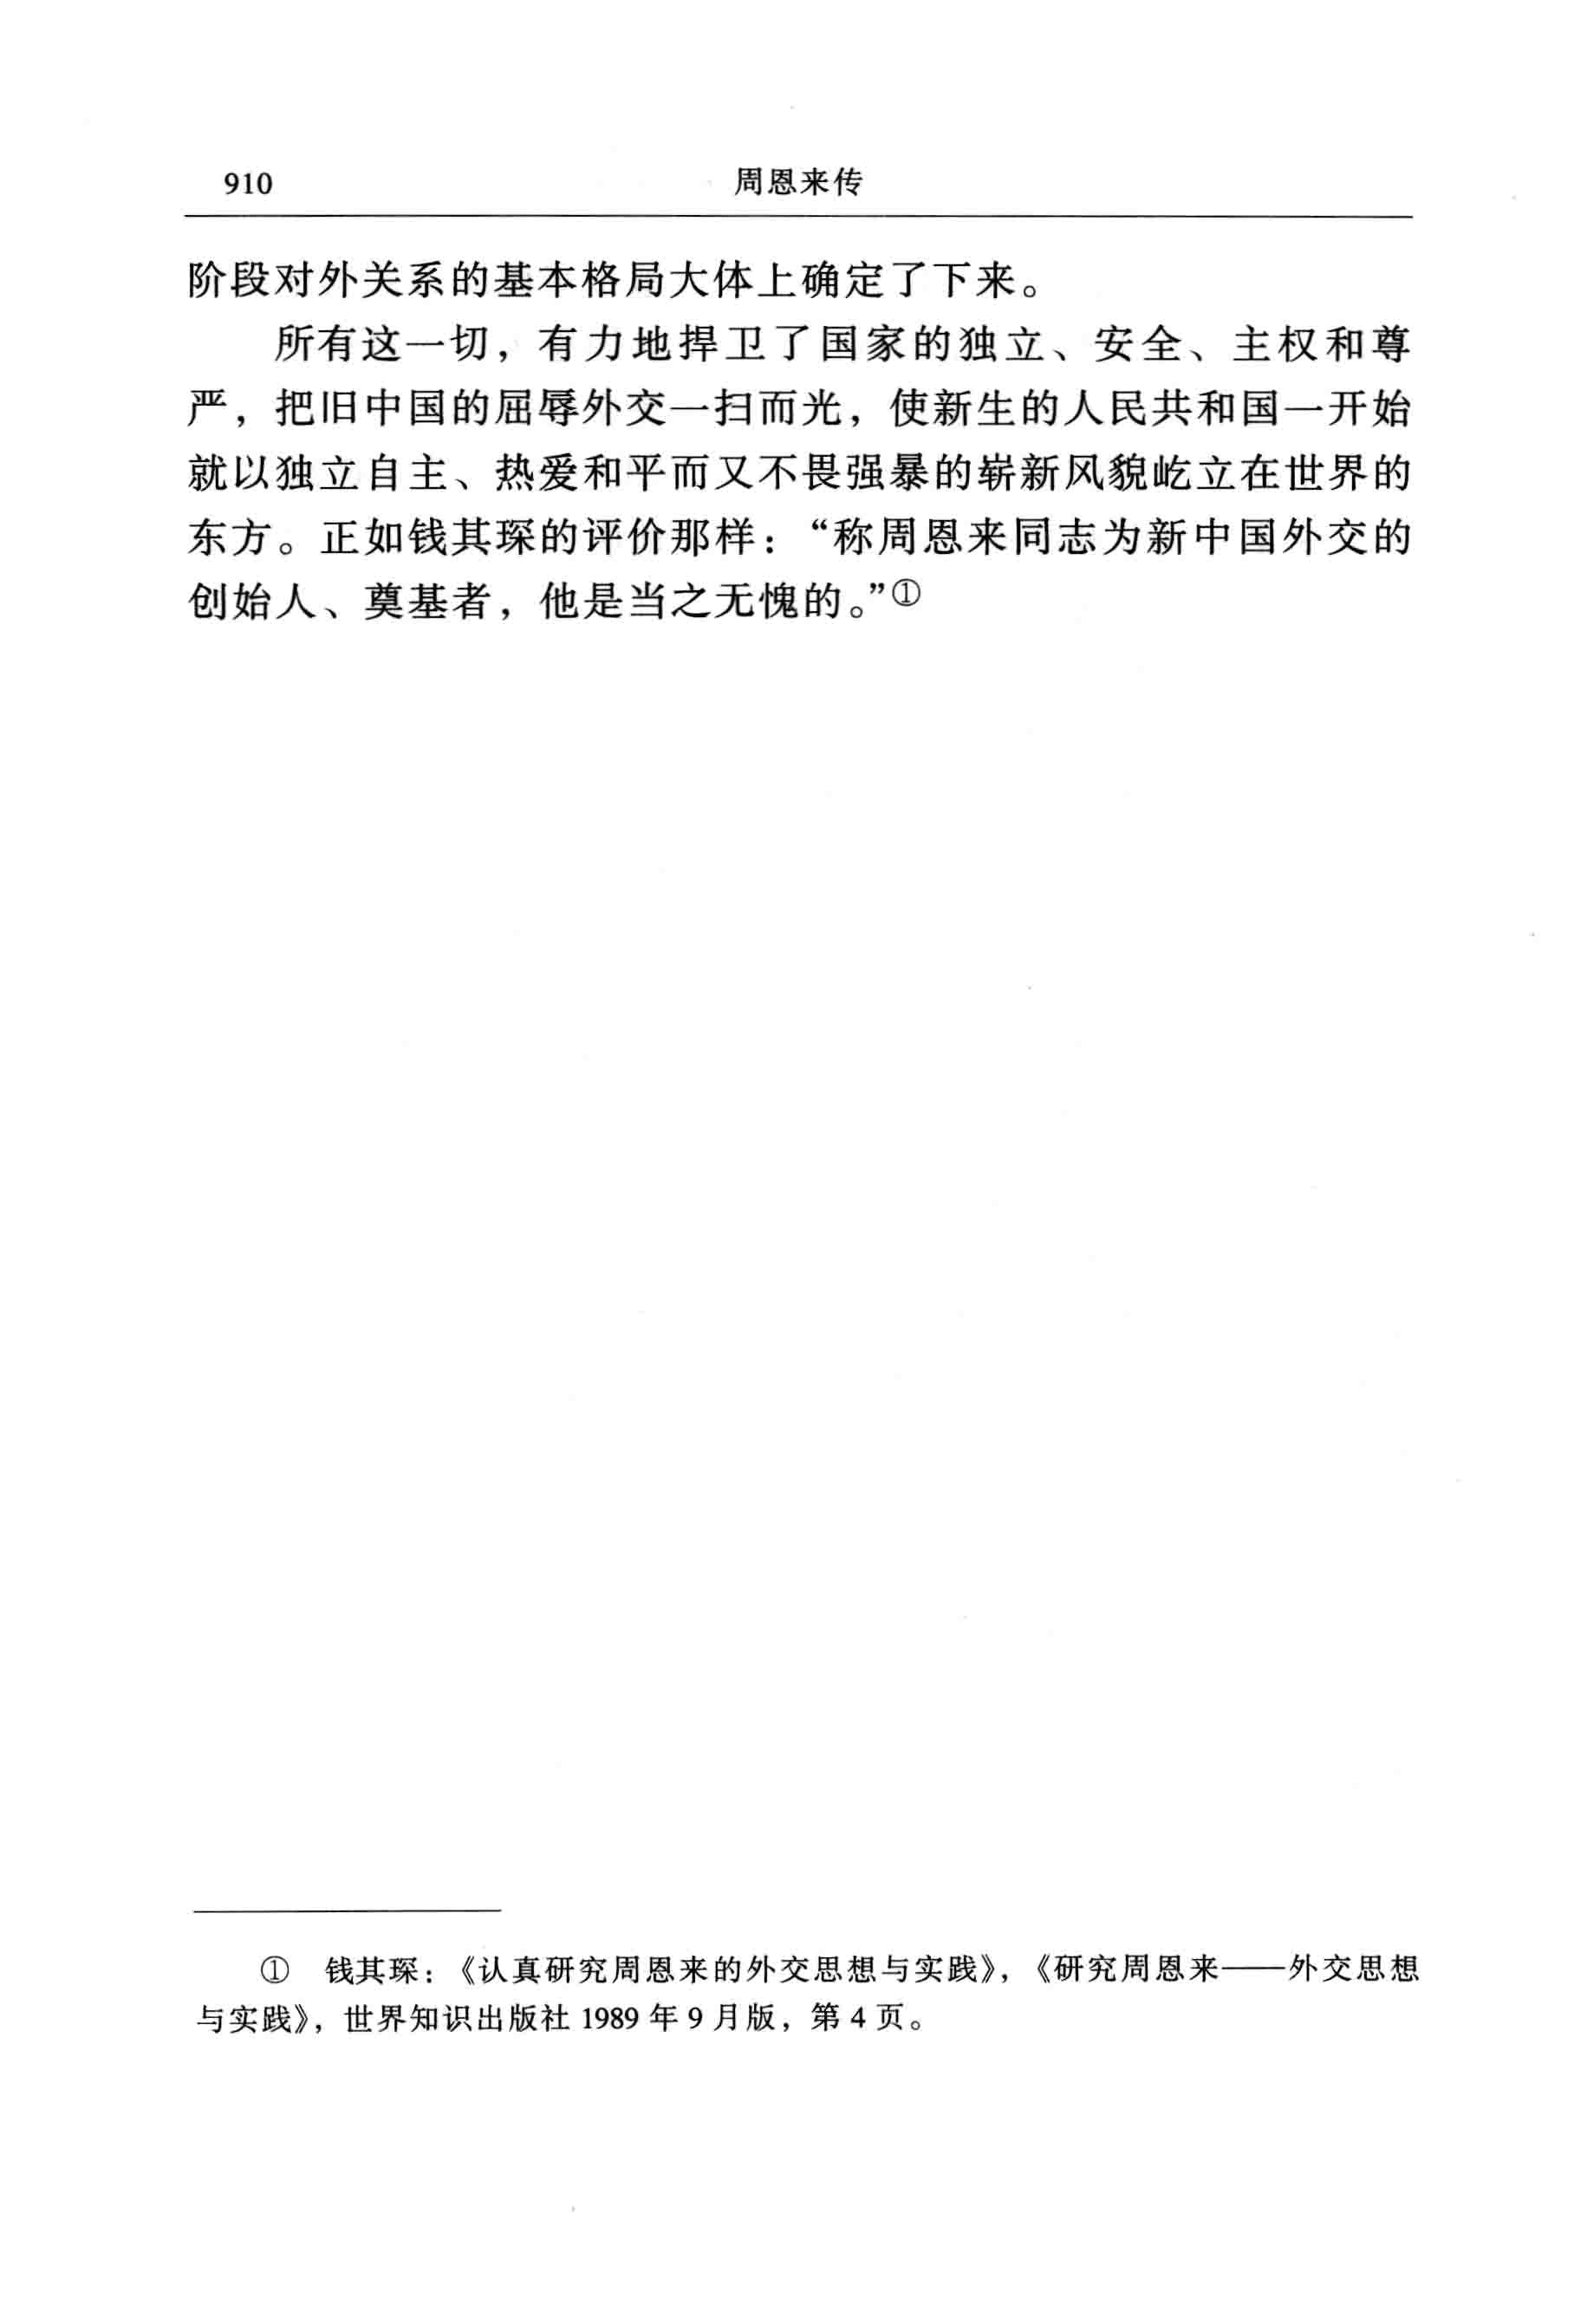 910 周恩来传
阶段对外关系的基本格局大体上确定了下来。
所有这一切，有力地捍卫了国家的独立、安全、主权和尊
严，把旧中国的屈辱外交一扫而光，使新生的人民共和国一开始
就以独立自主、热爱和平而又不畏强暴的崭新风貌屹立在世界的
东方。正如钱其琛的评价那样：“称周恩来同志为新中国外交的
创始人、奠基者，他是当之无愧的。”①
① 钱其琛：《认真研究周恩来的外交思想与实践》，《研究周恩来——外交思想
与实践》，世界知识出版社 1989 年 9 月版，第 4 页。